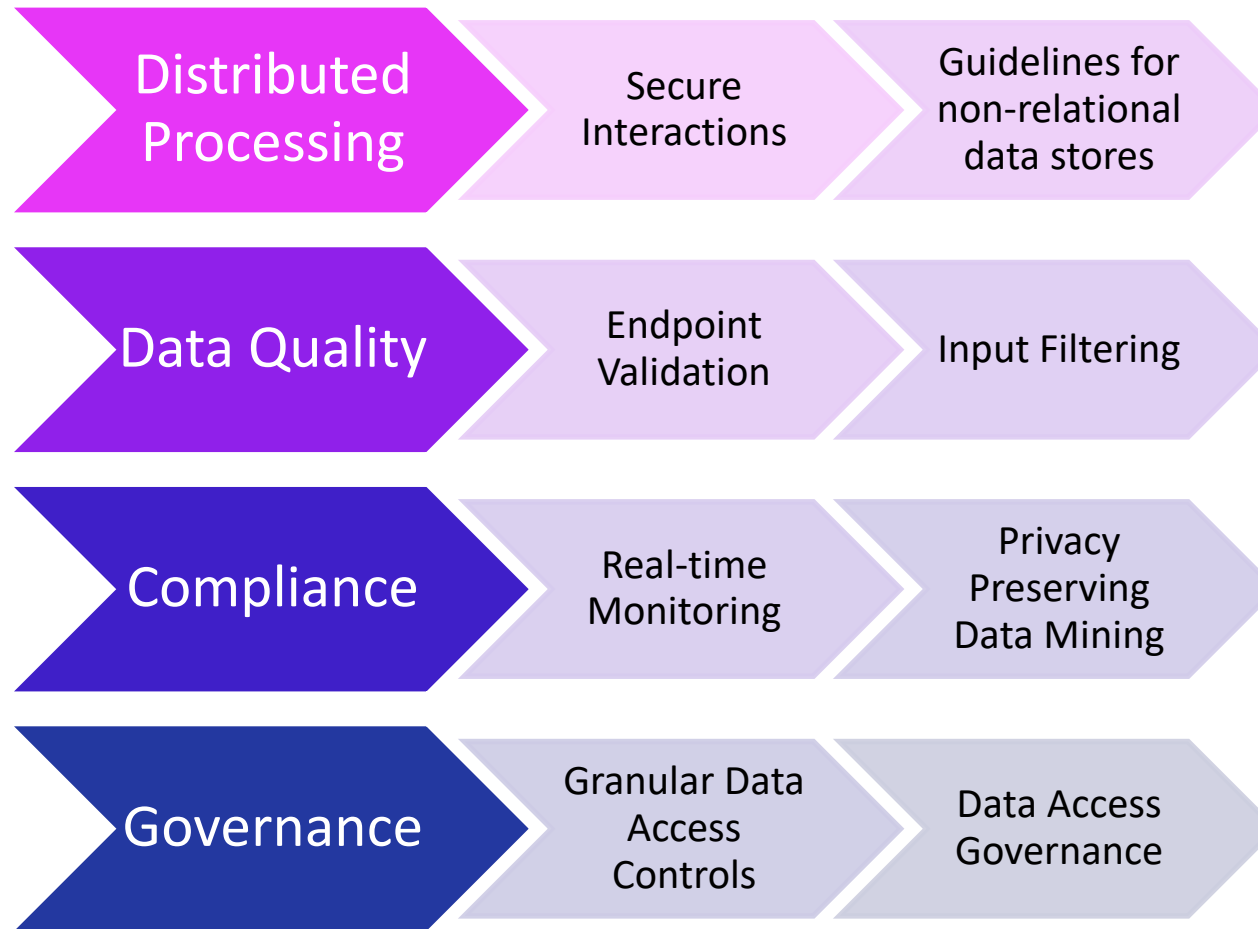 Distributed
Processing
Secure
Interactions
Guidelines for
non-relational
data stores
Data Quality
Endpoint
Validation
Input Filtering
Compliance
Real-time
Monitoring
Privacy
Preserving
Data Mining
Governance
Granular Data
Access
Controls
Data Access
Governance